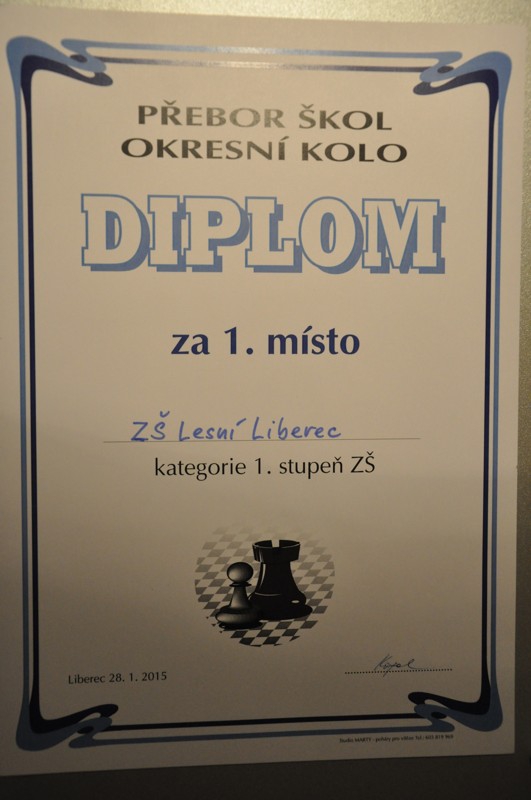 PŘEBOR ŠKOL
OKRESNÍ KOLO
DIPLOM
za 1. místo
ZŠ Lesní Liberec
kategorie 1. stupeň ZŠ
Liberec 28. 1. 2015